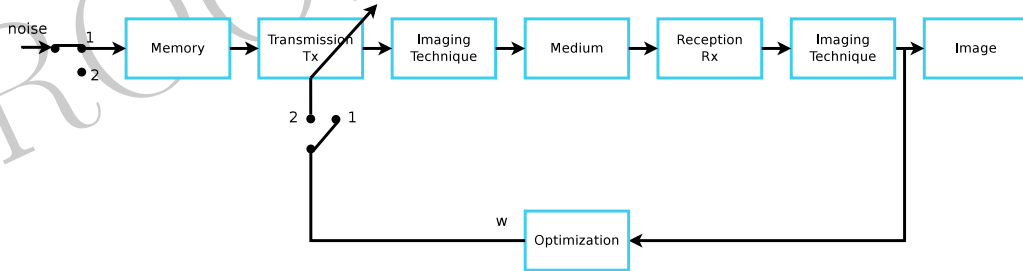 noise
1
2
Memory
Transmission
Tx
Imaging
Technique
Medium
Reception
Rx
Imaging
Technique
Image
2
1
w
Optimization